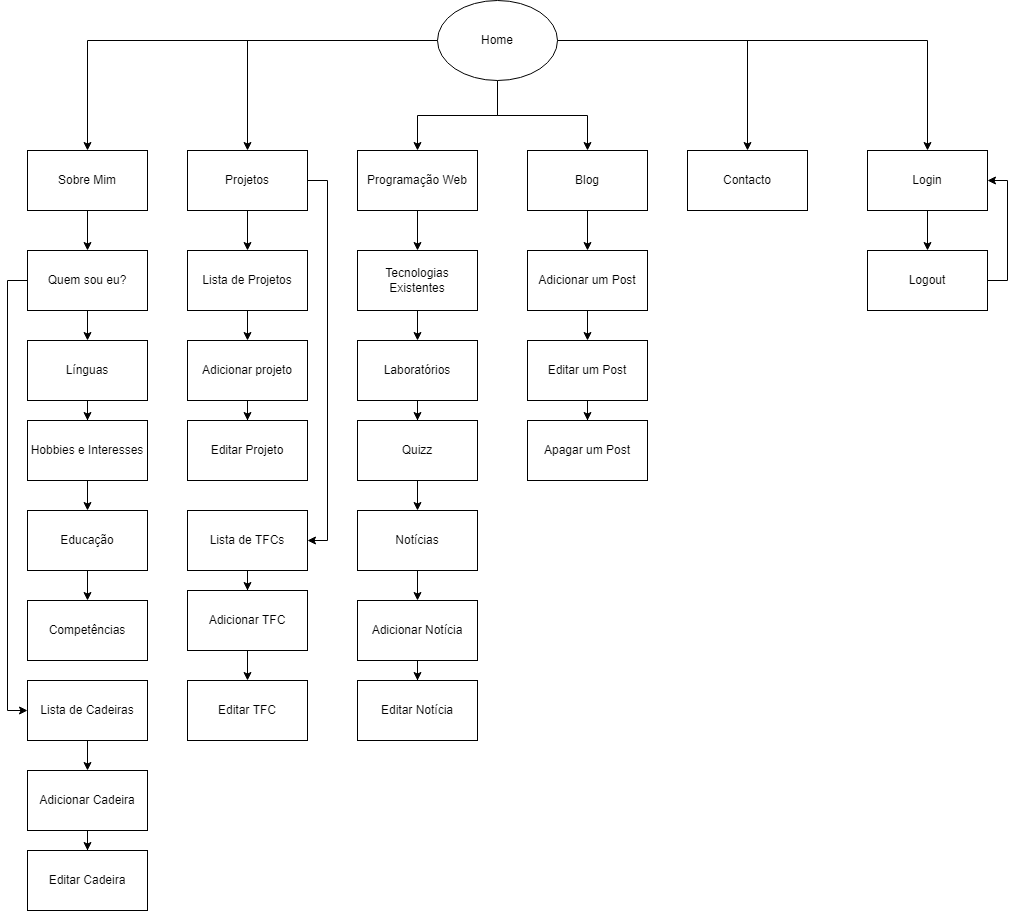 Home
Sobre Mim
Projetos
Programação Web
Blog
Contacto
Login
Quem sou eu?
Lista de Projetos
Tecnologias
Existentes
Adicionar um Post
Logout
Línguas
Adicionar projeto
Laboratórios
Editar um Post
Hobbies e Interesses
Editar Projeto
Quizz
Apagar um Post
Educação
Lista de TFCs
Notícias
Competências
Adicionar TFC
Adicionar Notícia
Lista de Cadeiras
Editar TFC
Editar Notícia
Adicionar Cadeira
Editar Cadeira